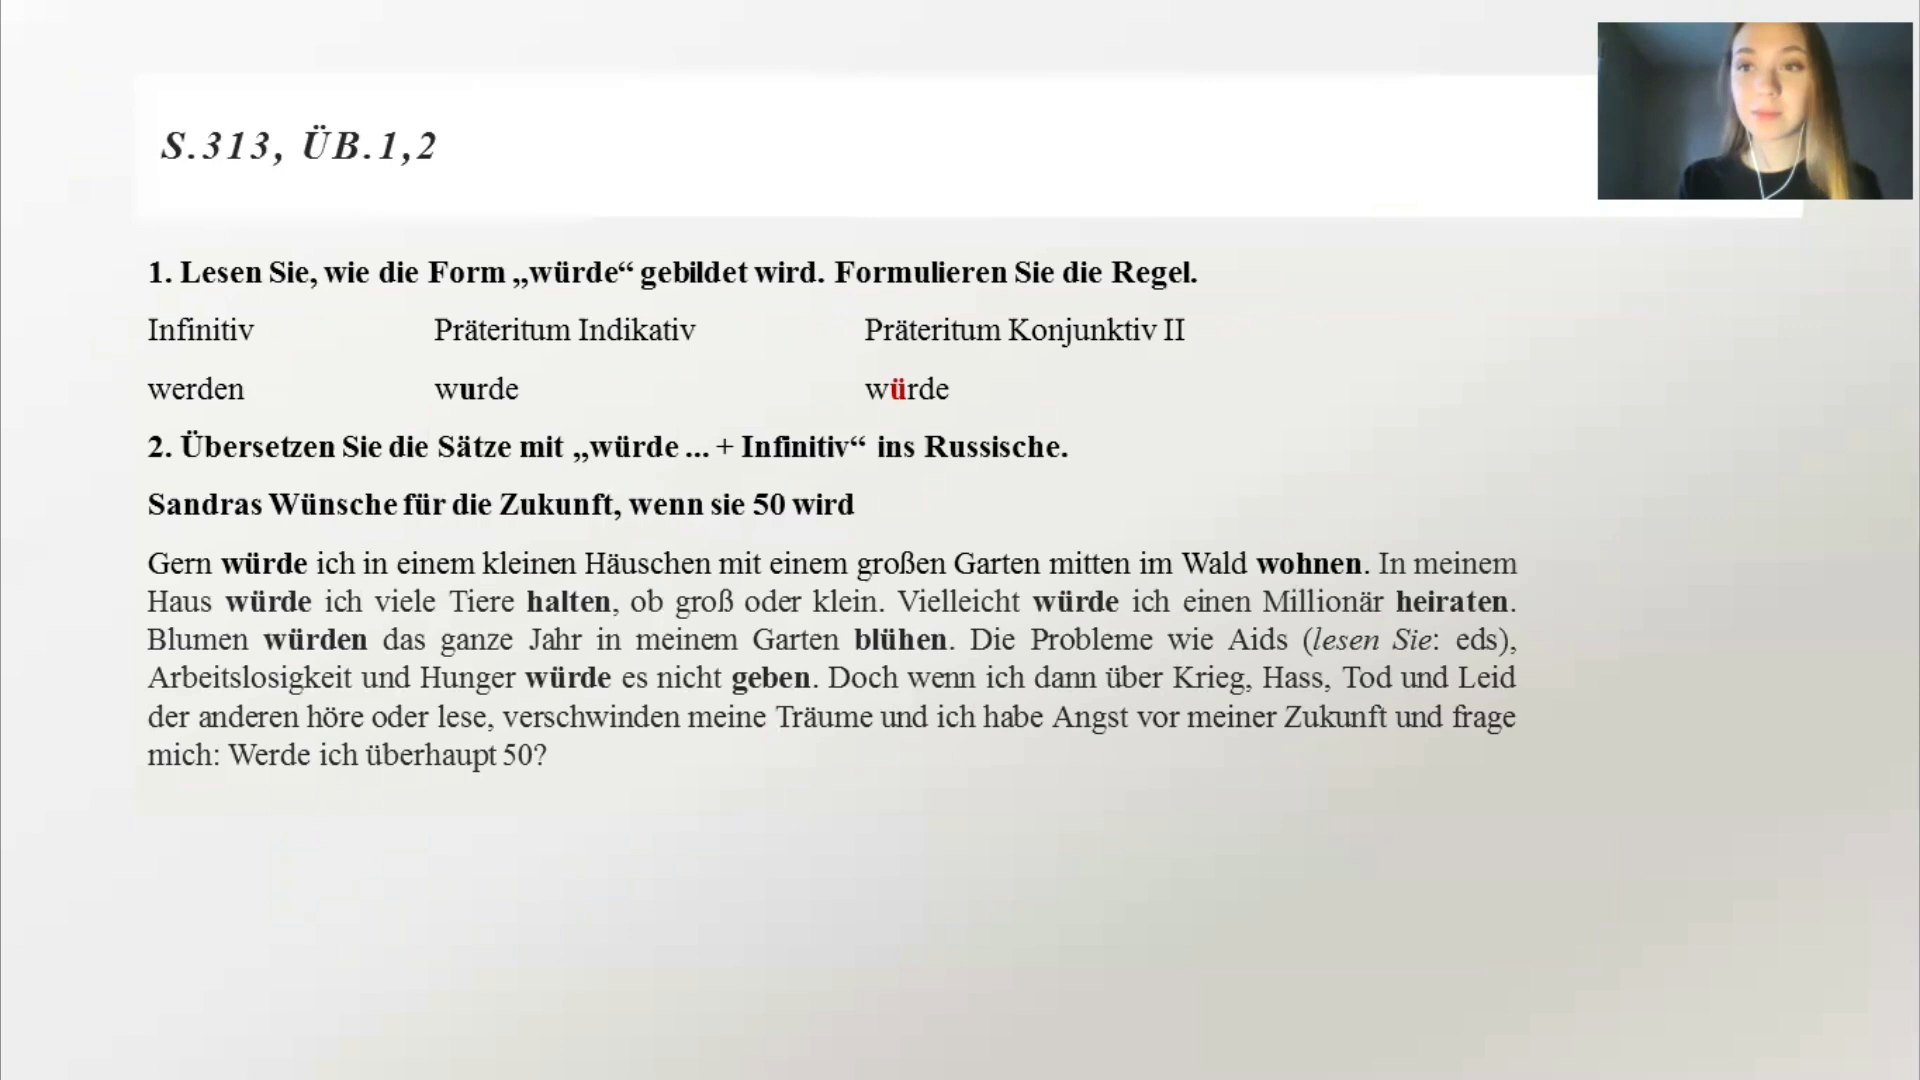 S.313, ÜB.1,2
1. Lesen Sie, wie die Form „würde“ gebildet wird. Formulieren Sie die Regel.
Infinitiv Präteritum Indikativ Präteritum Konjunktiv II
werden wurde würde
2. Übersetzen Sie die Sätze mit „würde ... + Infinitiv“ ins Russische.
Sandras Wünsche für die Zukunft, wenn sie 50 wird
Gern würde ich in einem kleinen Häuschen mit einem großen Garten mitten im Wald wohnen. In meinem
Haus würde ich viele Tiere halten, ob groß oder klein. Vielleicht würde ich einen Millionär heiraten.
Blumen würden das ganze Jahr in meinem Garten blühen. Die Probleme wie Aids (lesen Sie: eds),
Arbeitslosigkeit und Hunger würde es nicht geben. Doch wenn ich dann über Krieg, Hass, Tod und Leid
der anderen höre oder lese, verschwinden meine Träume und ich habe Angst vor meiner Zukunft und frage
mich: Werde ich überhaupt 50?